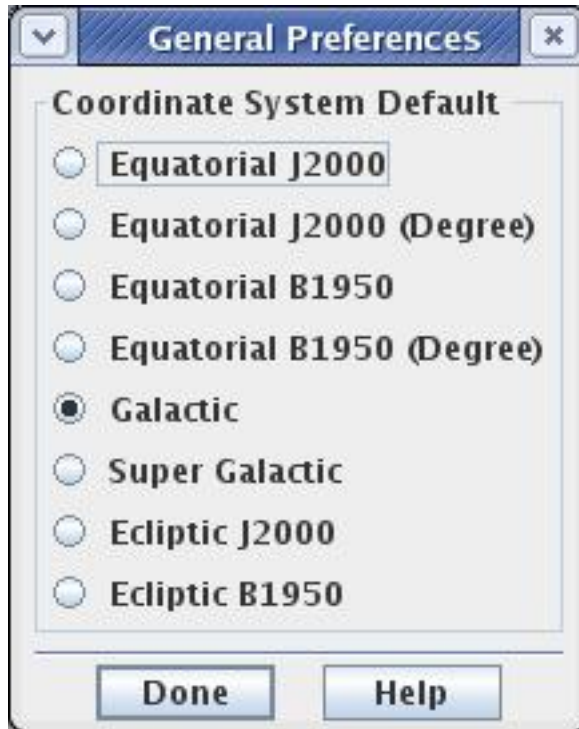 General Preferences
Coordinate System Default
Equatorial J2000
Equatorial J2000 (Degree)
Equatorial B1950
Equatorial B1950 (Degree)
Galactic
Super Galactic
Ecliptic J2000
Ecliptic B1950
Done Help